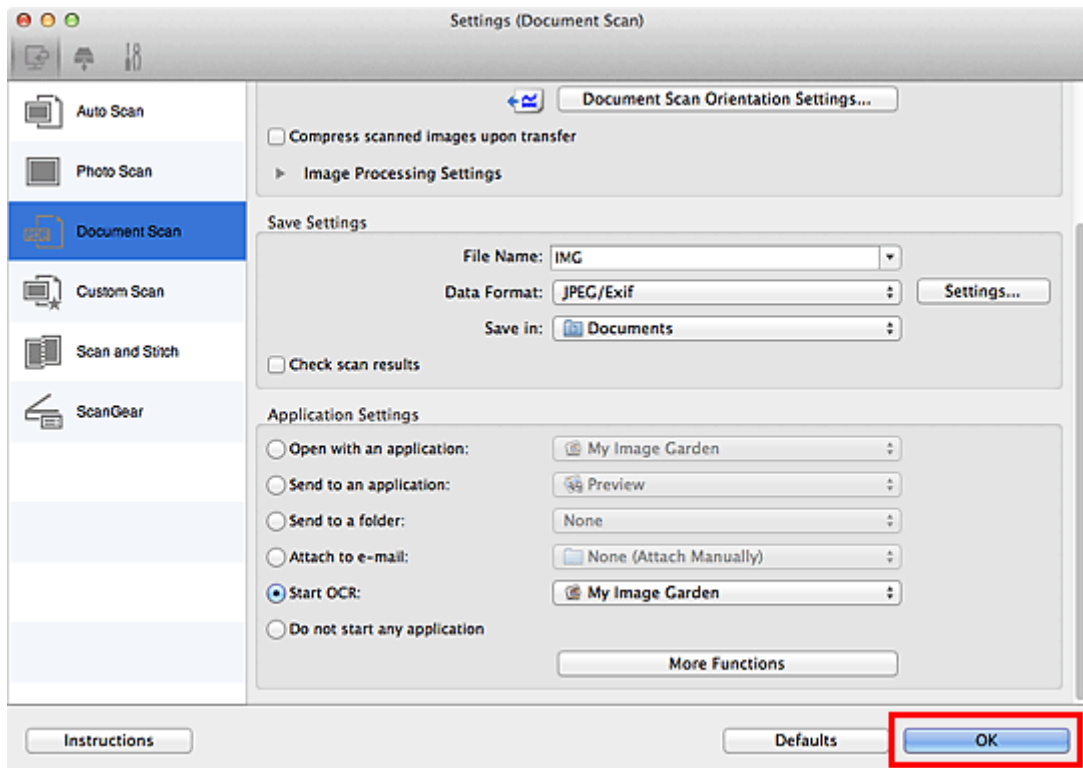 Settings (Document Scan)
Auto Scan
Photo Scan
PDF
Document Scan
Custom Scan
Scan and Stitch
ScanGear
Document Scan Orientation Settings...
Compress scanned images upon transfer
Image Processing Settings
Save Settings
File Name: IMG
Data Format: JPEG/Exif Settings...
Save in: Documents
Check scan results
Application Settings
Open with an application: My Image Garden
Send to an application: Preview
Send to a folder: None
Attach to e-mail: None (Attach Manually)
Start OCR: My Image Garden
Do not start any application
More Functions
Instructions Defaults OK